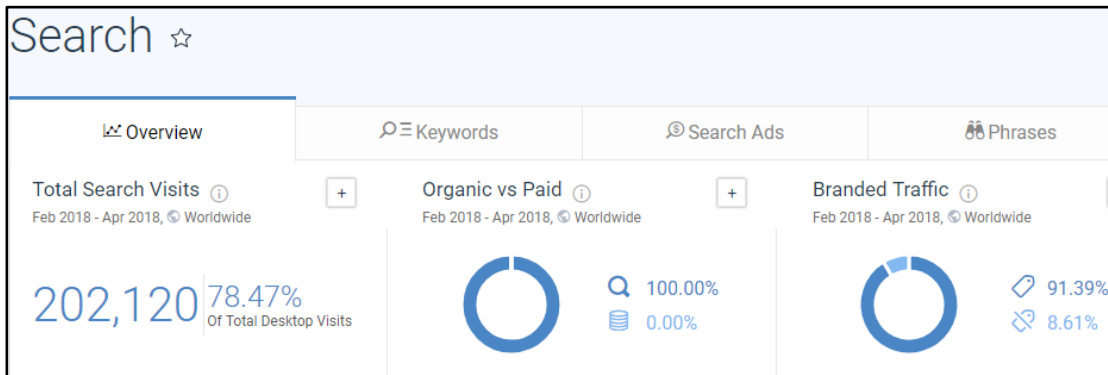 Search
Overview
Keywords
Search Ads
Phrases
Total Search Visits
Feb 2018 - Apr 2018, Worldwide
202,120
78.47%
Of Total Desktop Visits
Organic vs Paid
Feb 2018 - Apr 2018, Worldwide
100.00%
0.00%
Branded Traffic
Feb 2018 - Apr 2018, Worldwide
91.39%
8.61%